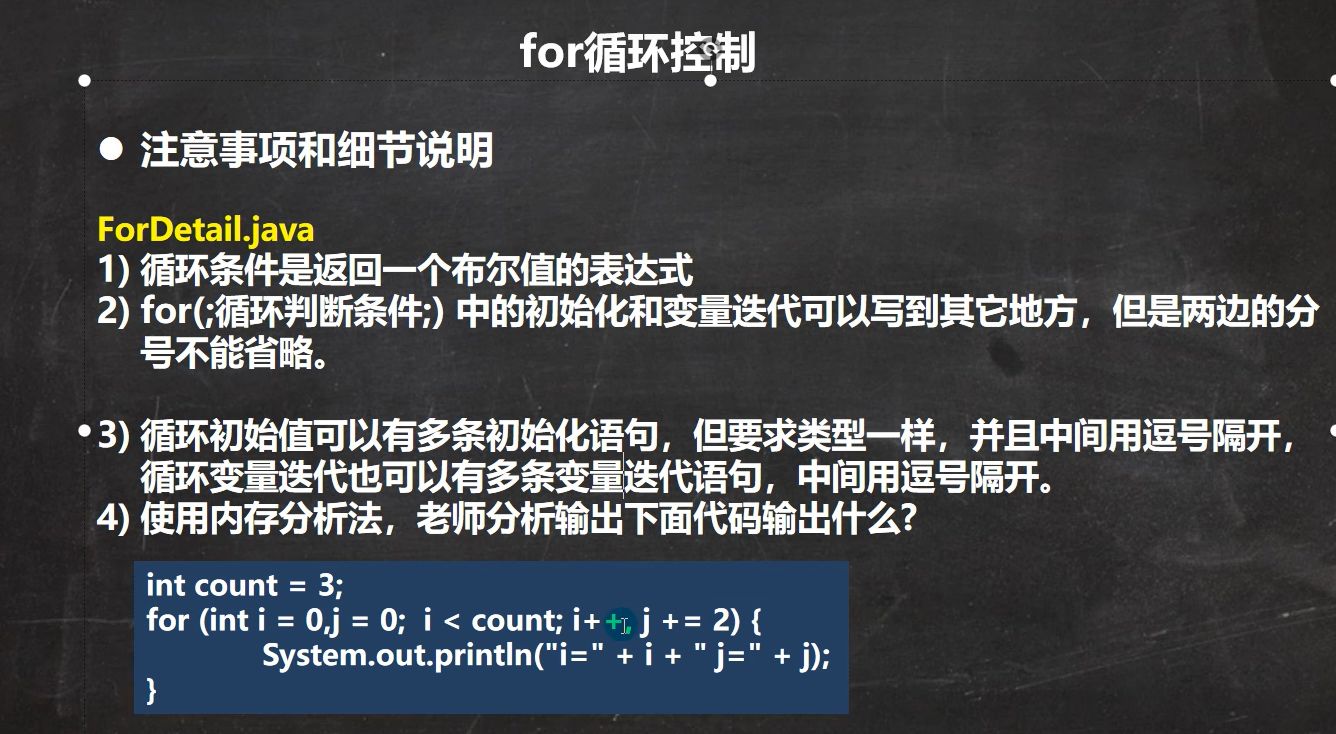 for循环控制
● 注意事项和细节说明
ForDetail.java
1) 循环条件是返回一个布尔值的表达式
2) for(;循环判断条件;) 中的初始化和变量迭代可以写到其它地方，但是两边的分
号不能省略。
3) 循环初始值可以有多条初始化语句，但要求类型一样，并且中间用逗号隔开，
循环变量迭代也可以有多条变量迭代语句，中间用逗号隔开。
4) 使用内存分析法，老师分析输出下面代码输出什么?
int count = 3;
for (int i = 0,j = 0;  i < count; i++, j += 2) {
System.out.println("i=" + i + " j=" + j);
}